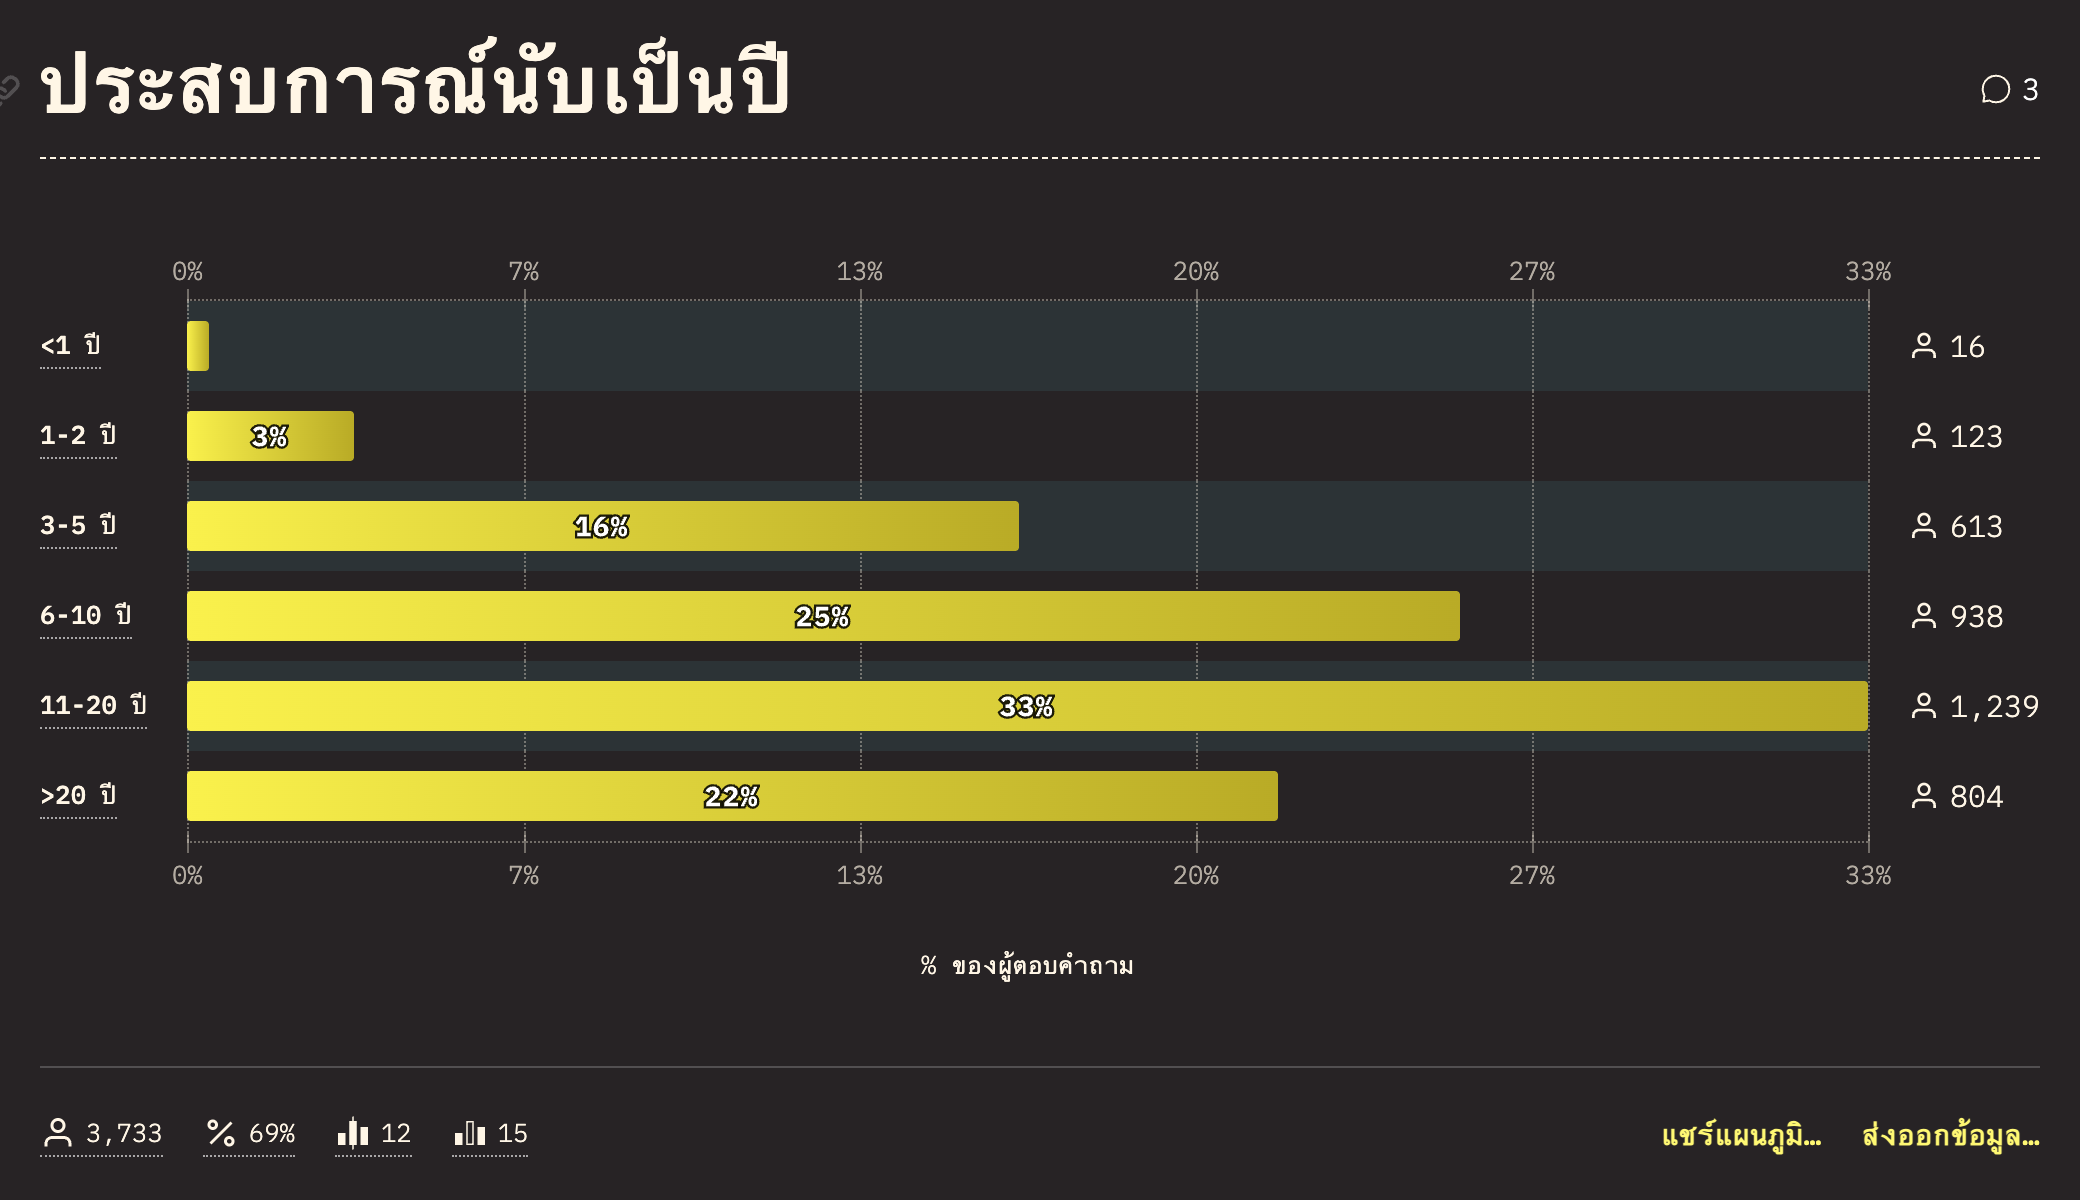 ประสบการณ์นับเป็นปี
3
0% 7% 13% 20% 27% 33%
<1 ปี 16
1-2 ปี 3% 123
3-5 ปี 16% 613
6-10 ปี 25% 938
11-20 ปี 33% 1,239
>20 ปี 22% 804
0% 7% 13% 20% 27% 33%
% ของผู้ตอบคำถาม
3,733 69% 12 15 แชร์แผนภูมิ… ส่งออกข้อมูล…